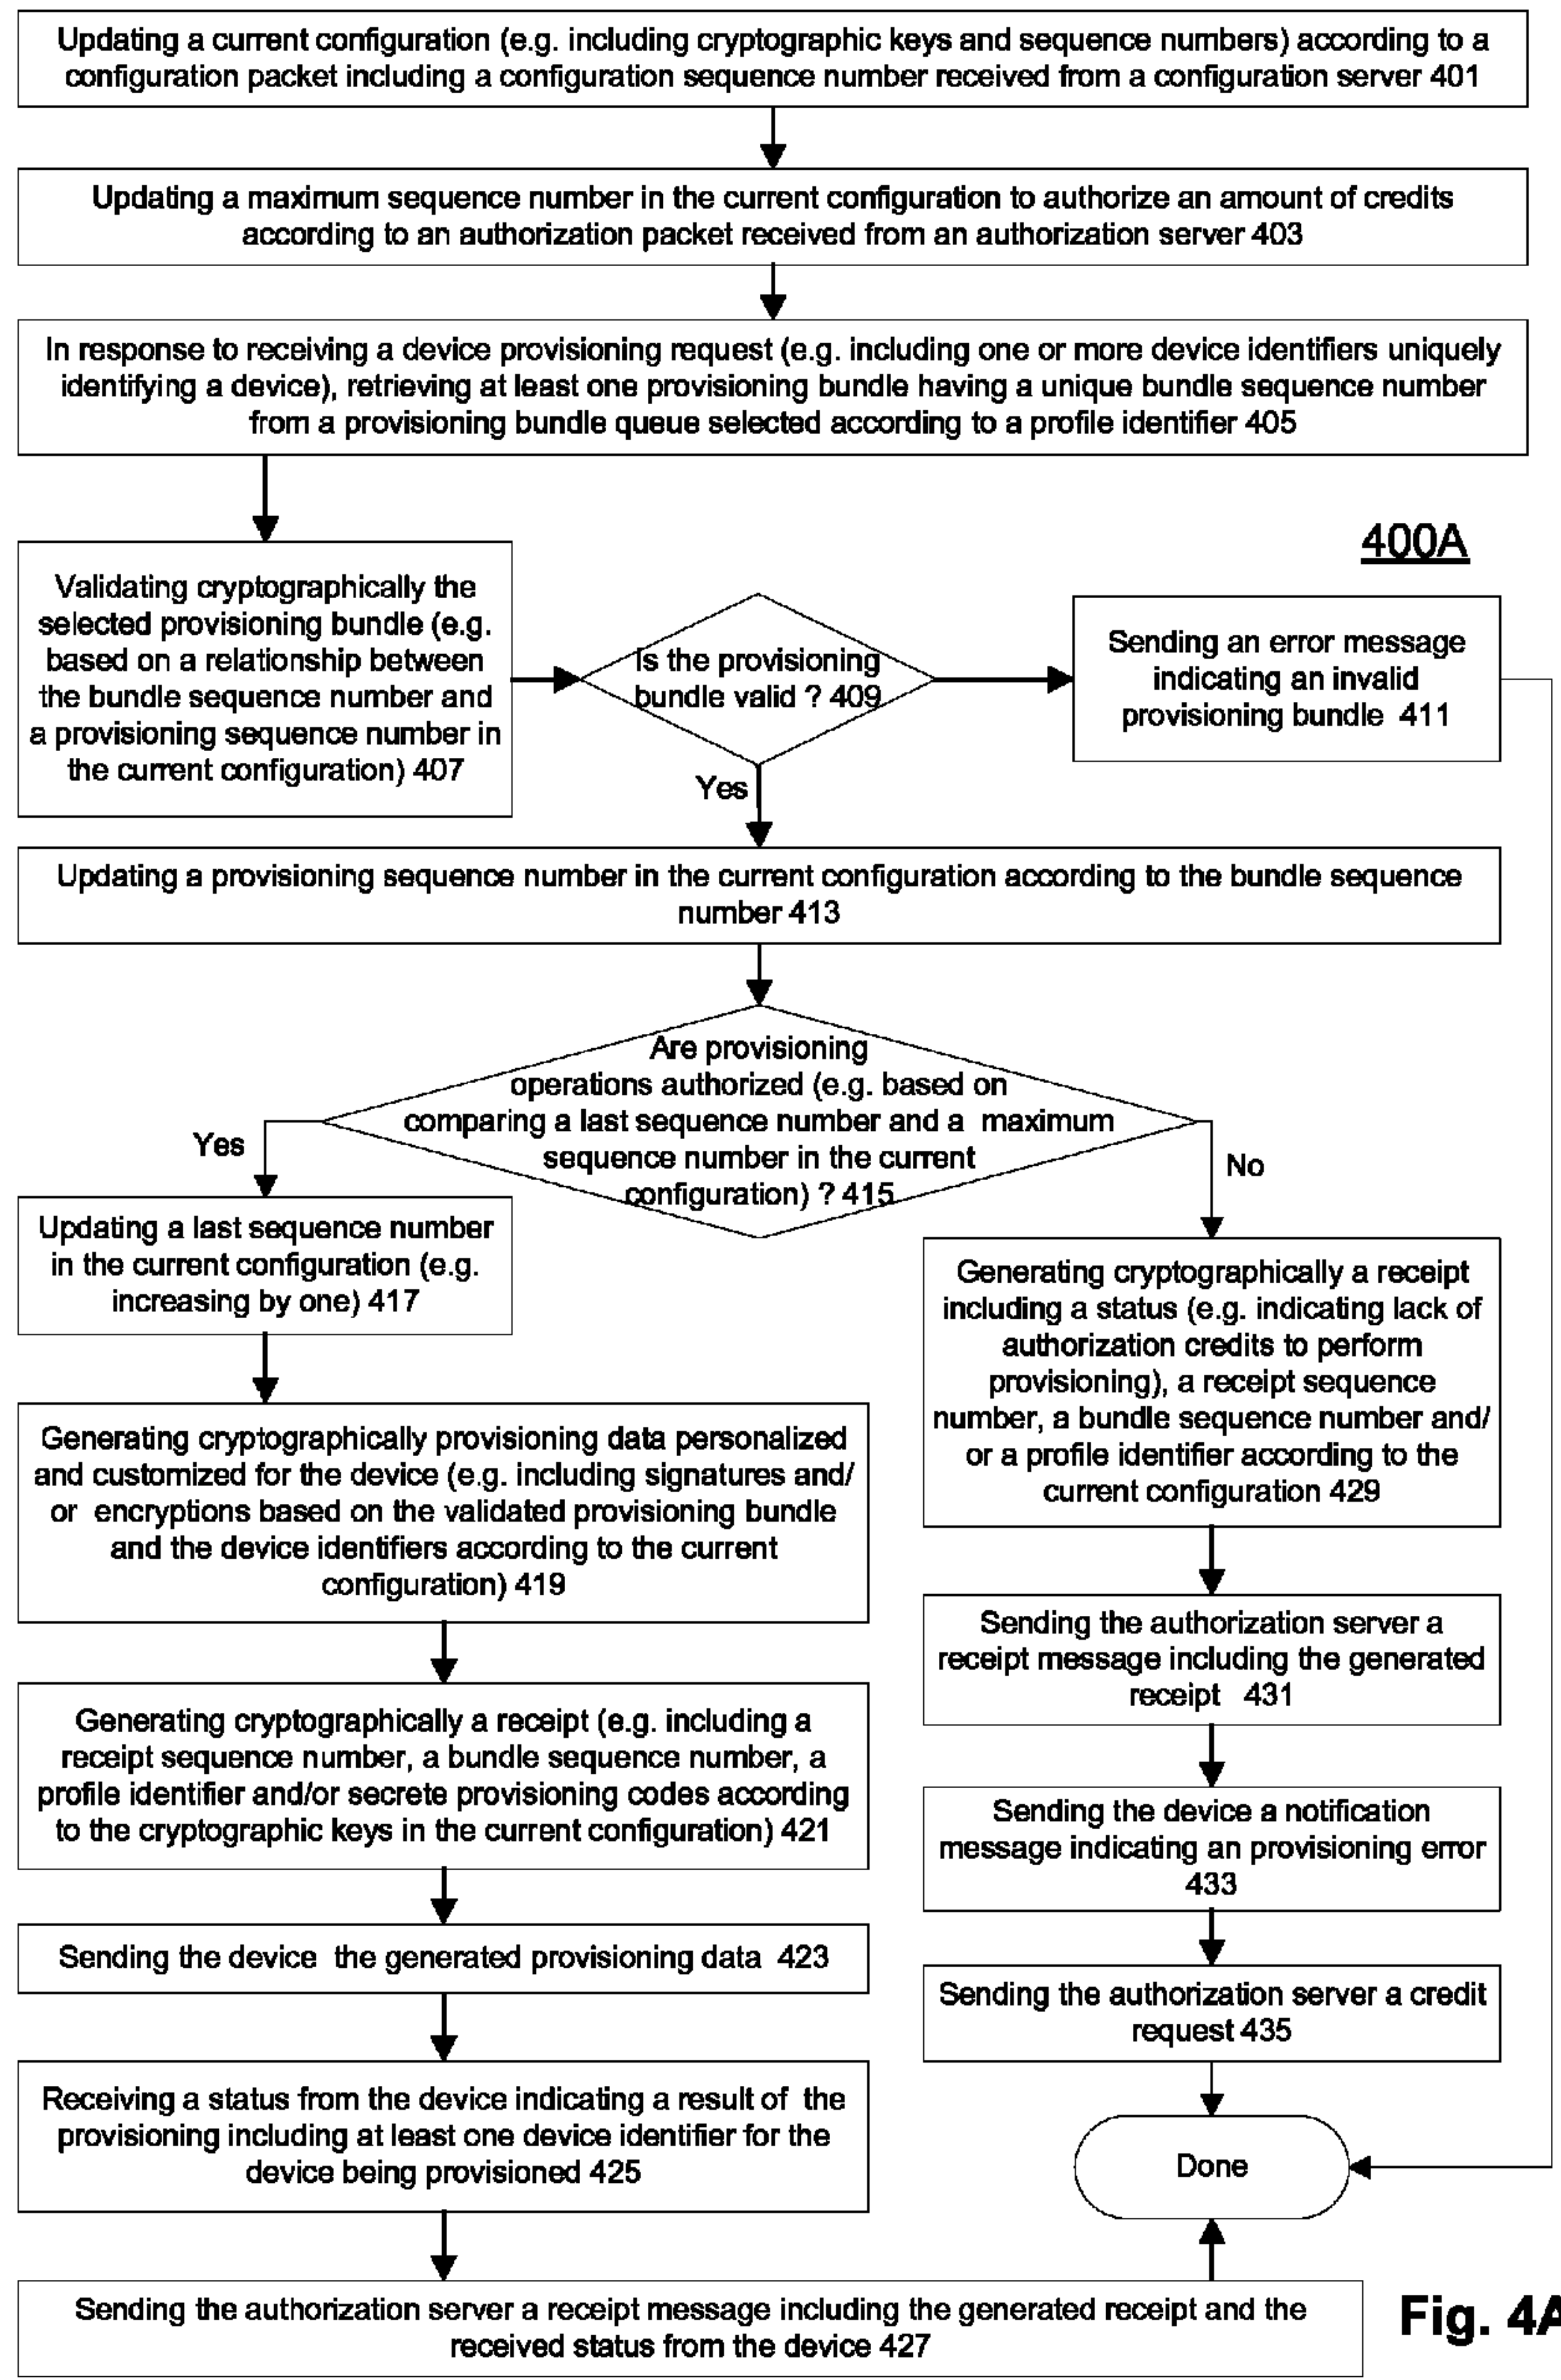 Updating a current configuration (e.g. including cryptographic keys and sequence numbers) according to a
configuration packet including a configuration sequence number received from a configuration server 401
Updating a maximum sequence number in the current configuration to authorize an amount of credits
according to an authorization packet received from an authorization server 403
In response to receiving a device provisioning request (e.g. including one or more device identifiers uniquely
identifying a device), retrieving at least one provisioning bundle having a unique bundle sequence number
from a provisioning bundle queue selected according to a profile identifier 405
400A
Validating cryptographically the
selected provisioning bundle (e.g.
based on a relationship between
the bundle sequence number and
a provisioning sequence number in
the current configuration) 407
Is the provisioning
bundle valid ? 409
Sending an error message
indicating an invalid
provisioning bundle 411
Yes
Updating a provisioning sequence number in the current configuration according to the bundle sequence
number 413
Are provisioning
operations authorized (e.g. based on
comparing a last sequence number and a maximum
sequence number in the current
configuration) ? 415
Yes
No
Updating a last sequence number
in the current configuration (e.g.
increasing by one) 417
Generating cryptographically provisioning data personalized
and customized for the device (e.g. including signatures and/
or encryptions based on the validated provisioning bundle
and the device identifiers according to the current
configuration) 419
Generating cryptographically a receipt (e.g. including a
receipt sequence number, a bundle sequence number, a
profile identifier and/or secrete provisioning codes according
to the cryptographic keys in the current configuration) 421
Sending the device the generated provisioning data 423
Receiving a status from the device indicating a result of the
provisioning including at least one device identifier for the
device being provisioned 425
Sending the authorization server a receipt message including the generated receipt and the
received status from the device 427
Generating cryptographically a receipt
including a status (e.g. indicating lack of
authorization credits to perform
provisioning), a receipt sequence
number, a bundle sequence number and/
or a profile identifier according to the
current configuration 429
Sending the authorization server a
receipt message including the generated
receipt 431
Sending the device a notification
message indicating an provisioning error
433
Sending the authorization server a credit
request 435
Done
Fig. 4A